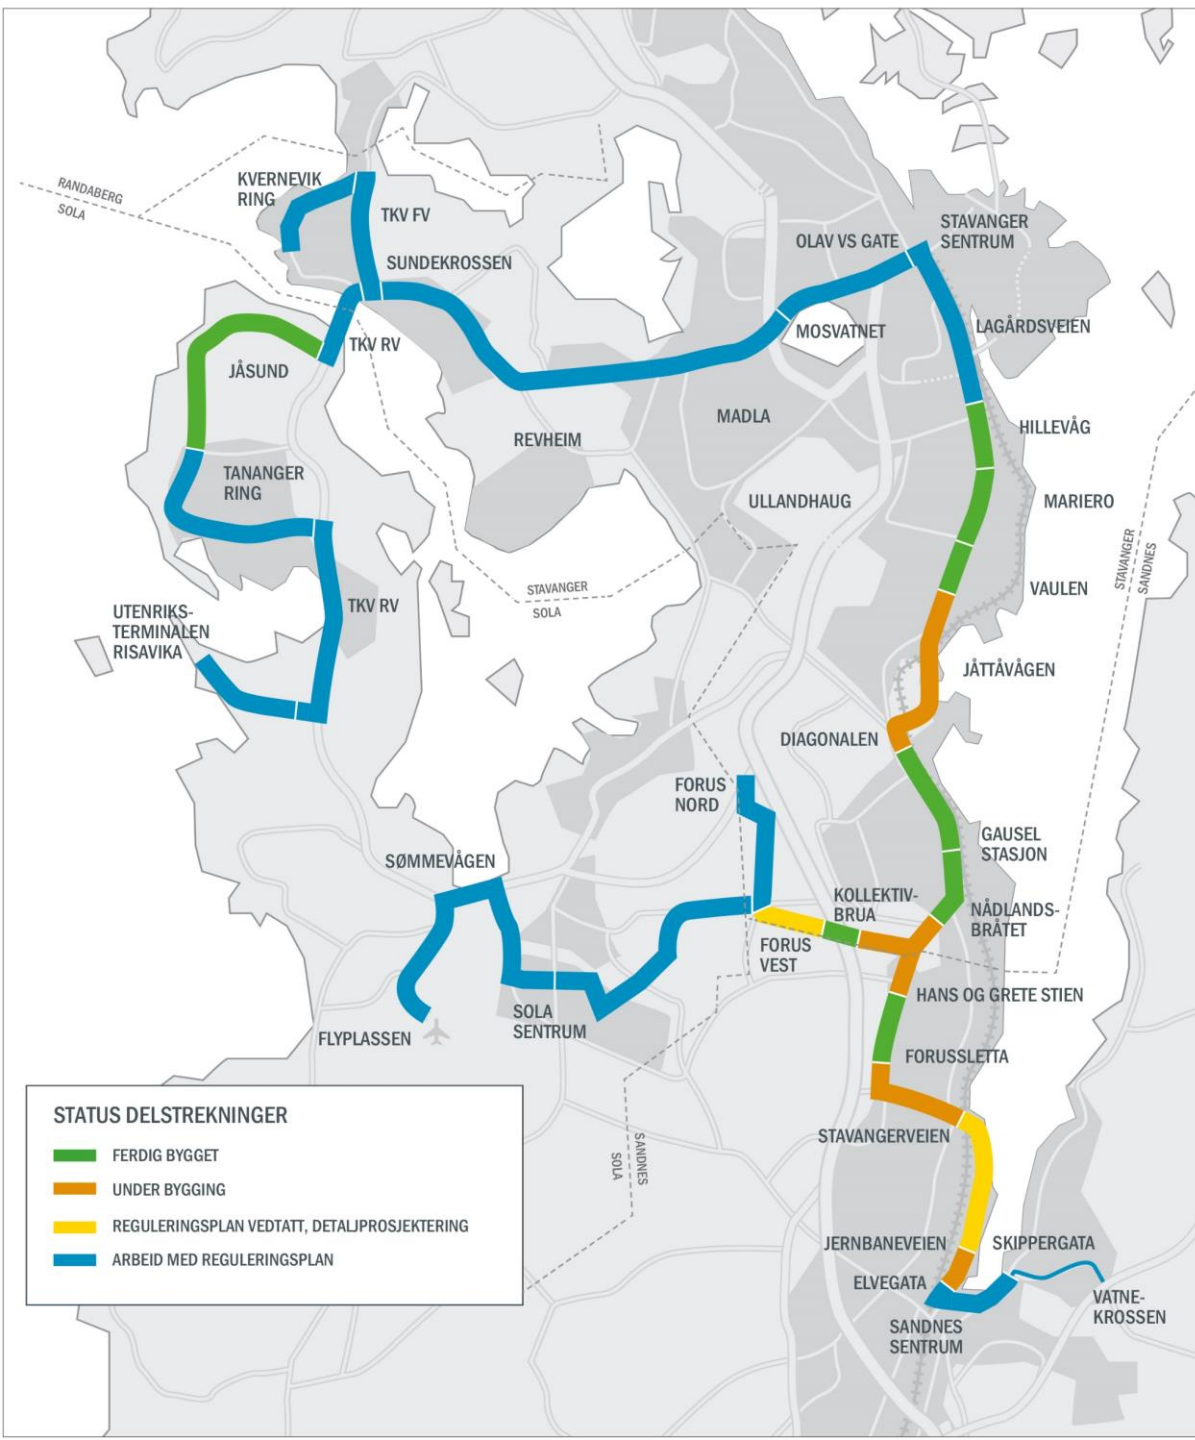 RANDABERG
SOLA
KVERNEVIK
RING
TKV FV
SUNDEKROSSEN
OLAV VS GATE
STAVANGER
SENTRUM
MOSVATNET
LAGÅRDSVEIEN
TKV RV
JÅSUND
MADLA
HILLEVÅG
REVHEIM
TANANGER
RING
ULLANDHAUG
MARIERO
STAVANGER
SANDNES
STAVANGER
SOLA
VAULEN
UTENRIKS-
TERMINALEN
RISAVIKA
TKV RV
JÅTTÅVÅGEN
DIAGONALEN
FORUS
NORD
GAUSEL
STASJON
SØMMEVÅGEN
KOLLEKTIV-
BRUA
NÅDLANDS-
BRÅTET
FORUS
VEST
HANS OG GRETE STIEN
SOLA
SENTRUM
FLYPLASSEN
FORUSSLETTA
STATUS DELSTREKNINGER
FERDIG BYGGET
UNDER BYGGING
REGULERINGSPLAN VEDTATT, DETALJPROSJEKTERING
ARBEID MED REGULERINGSPLAN
SANDNES
SOLA
STAVANGERVEIEN
JERNBANEVEIEN
SKIPPERGATA
ELVEGATA
VATNE-
KROSSEN
SANDNES
SENTRUM